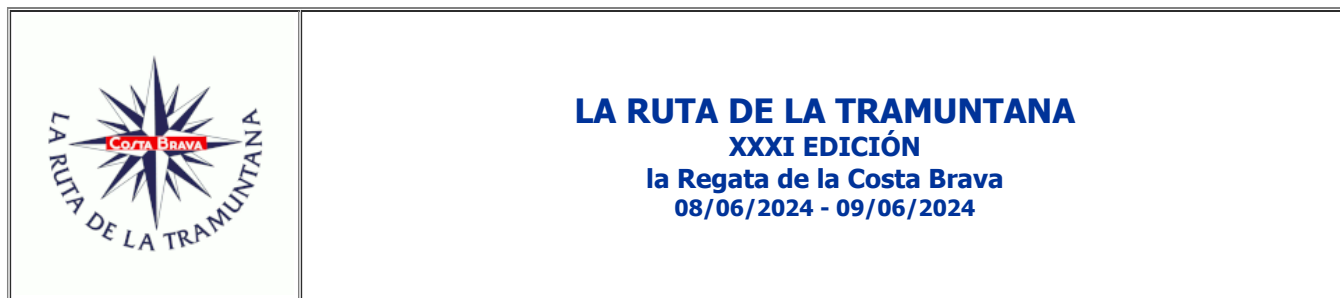 COSTA BRAVA
LA RUTA DE LA TRAMUNTANA
LA RUTA DE LA TRAMUNTANA
XXXI EDICIÓN
la Regata de la Costa Brava
08/06/2024 - 09/06/2024